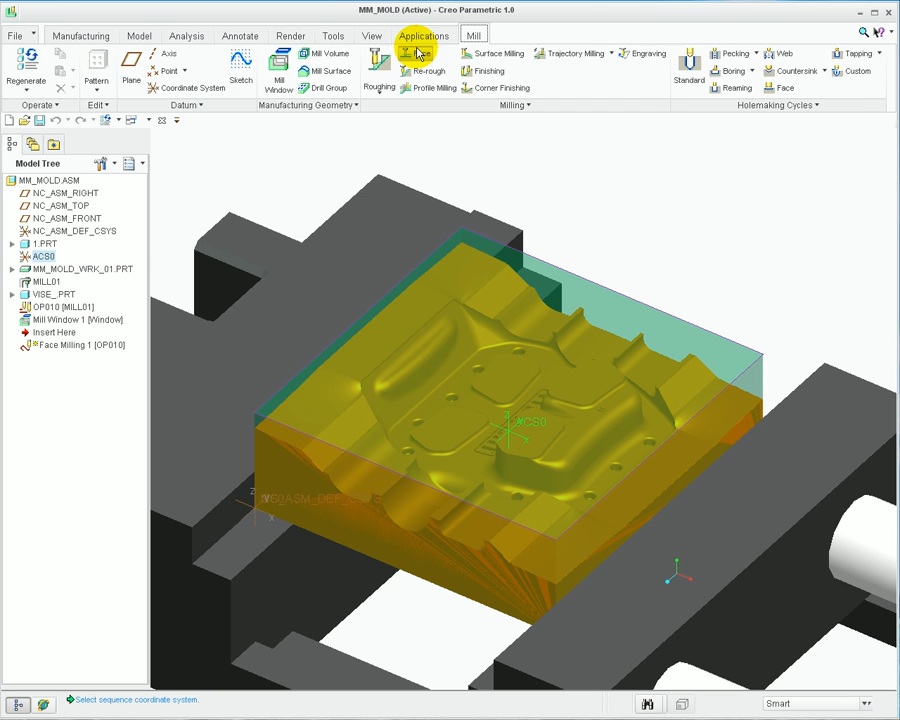 MM_MOLD (Active) - Creo Parametric 1.0
File Manufacturing Model Analysis Annotate Render Tools View Applications Mill
Regenerate
Operate
Pattern
Edit
Plane
Axis
Point
Coordinate System
Sketch
Datum
Mill Window
Mill Volume
Mill Surface
Drill Group
Manufacturing Geometry
Roughing
Face
Re-rough
Profile Milling
Surface Milling
Finishing
Corner Finishing
Trajectory Milling
Engraving
Milling
Standard
Pecking
Boring
Reaming
Web
Countersink
Face
Tapping
Custom
Holemaking Cycles
Model Tree
MM_MOLD.ASM
NC_ASM_RIGHT
NC_ASM_TOP
NC_ASM_FRONT
NC_ASM_DEF_CSYS
1.PRT
ACS0
MM_MOLD_WRK_01.PRT
MILL01
VISE_.PRT
OP010 [MILL01]
Mill Window 1 [Window]
Insert Here
Face Milling 1 [OP010]
Z
ACS0
X
Z
X
Select sequence coordinate system.
Smart